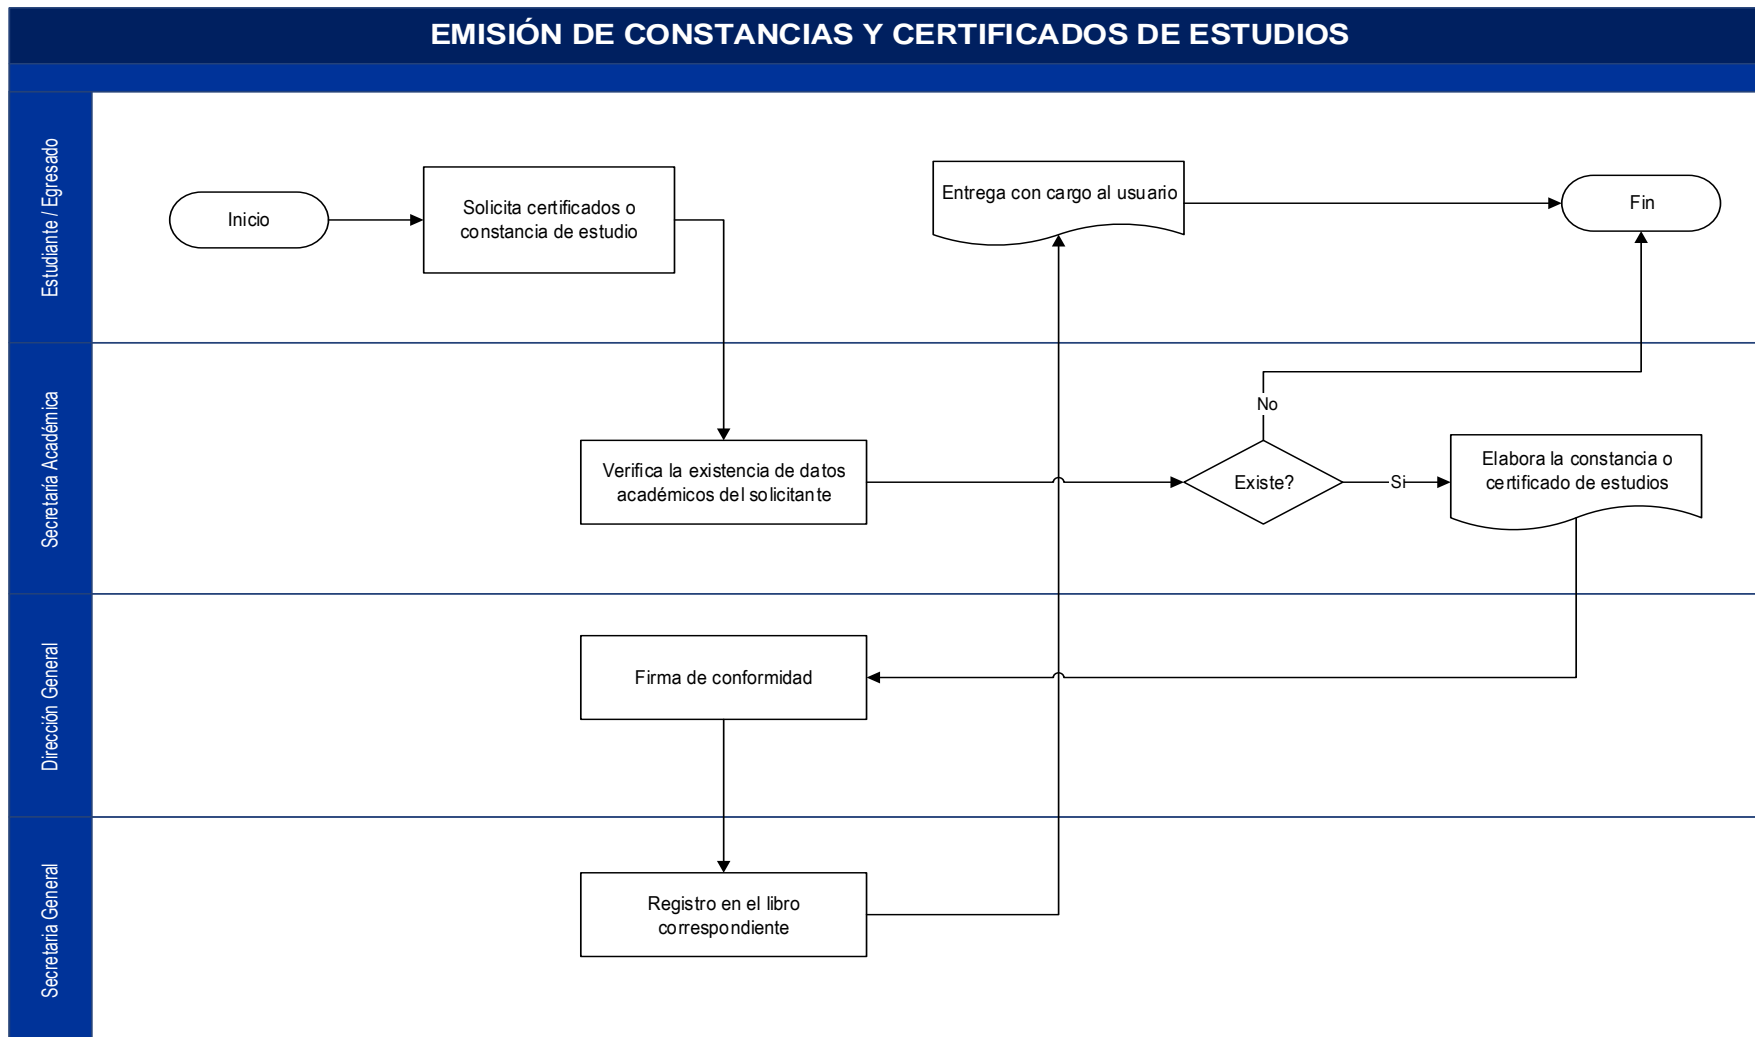 EMISIÓN DE CONSTANCIAS Y CERTIFICADOS DE ESTUDIOS
Estudiante / Egresado
Inicio
Solicita certificados o
constancia de estudio
Entrega con cargo al usuario
Fin
Secretaría Académica
Verifica la existencia de datos
académicos del solicitante
Existe?
No
Si
Elabora la constancia o
certificado de estudios
Dirección General
Firma de conformidad
Secretaria General
Registro en el libro
correspondiente